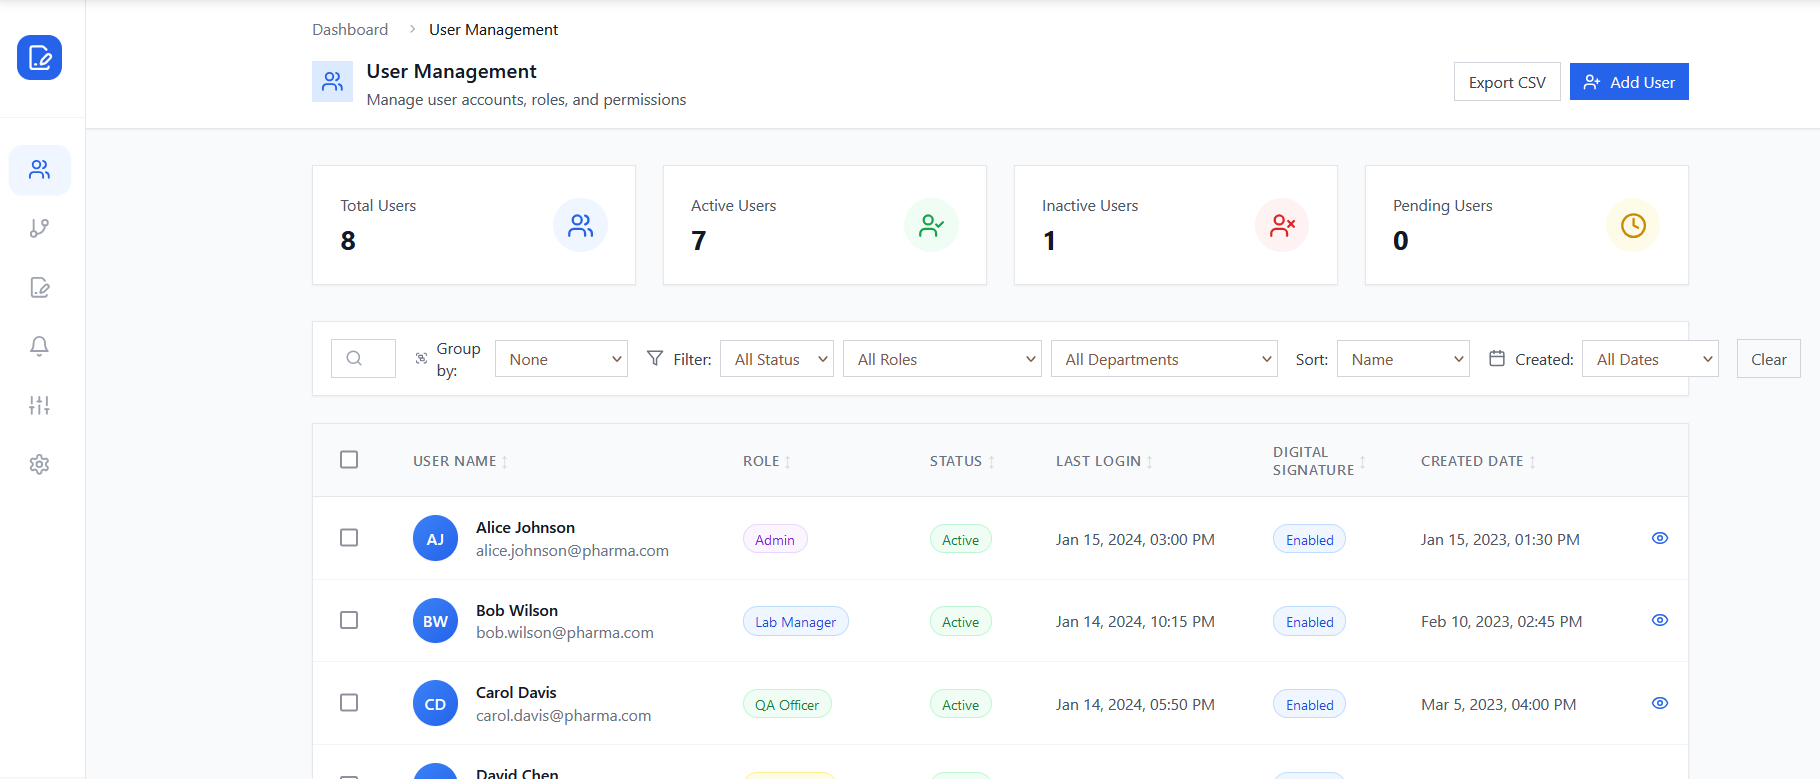 Dashboard
User Management
User Management
Manage user accounts, roles, and permissions
Export CSV
Add User
Total Users
8
Active Users
7
Inactive Users
1
Pending Users
0
Group by:
None
Filter:
All Status
All Roles
All Departments
Sort:
Name
Created:
All Dates
Clear
USER NAME
ROLE
STATUS
LAST LOGIN
DIGITAL SIGNATURE
CREATED DATE
AJ
Alice Johnson
alice.johnson@pharma.com
Admin
Active
Jan 15, 2024, 03:00 PM
Enabled
Jan 15, 2023, 01:30 PM
BW
Bob Wilson
bob.wilson@pharma.com
Lab Manager
Active
Jan 14, 2024, 10:15 PM
Enabled
Feb 10, 2023, 02:45 PM
CD
Carol Davis
carol.davis@pharma.com
QA Officer
Active
Jan 14, 2024, 05:50 PM
Enabled
Mar 5, 2023, 04:00 PM
David Chen